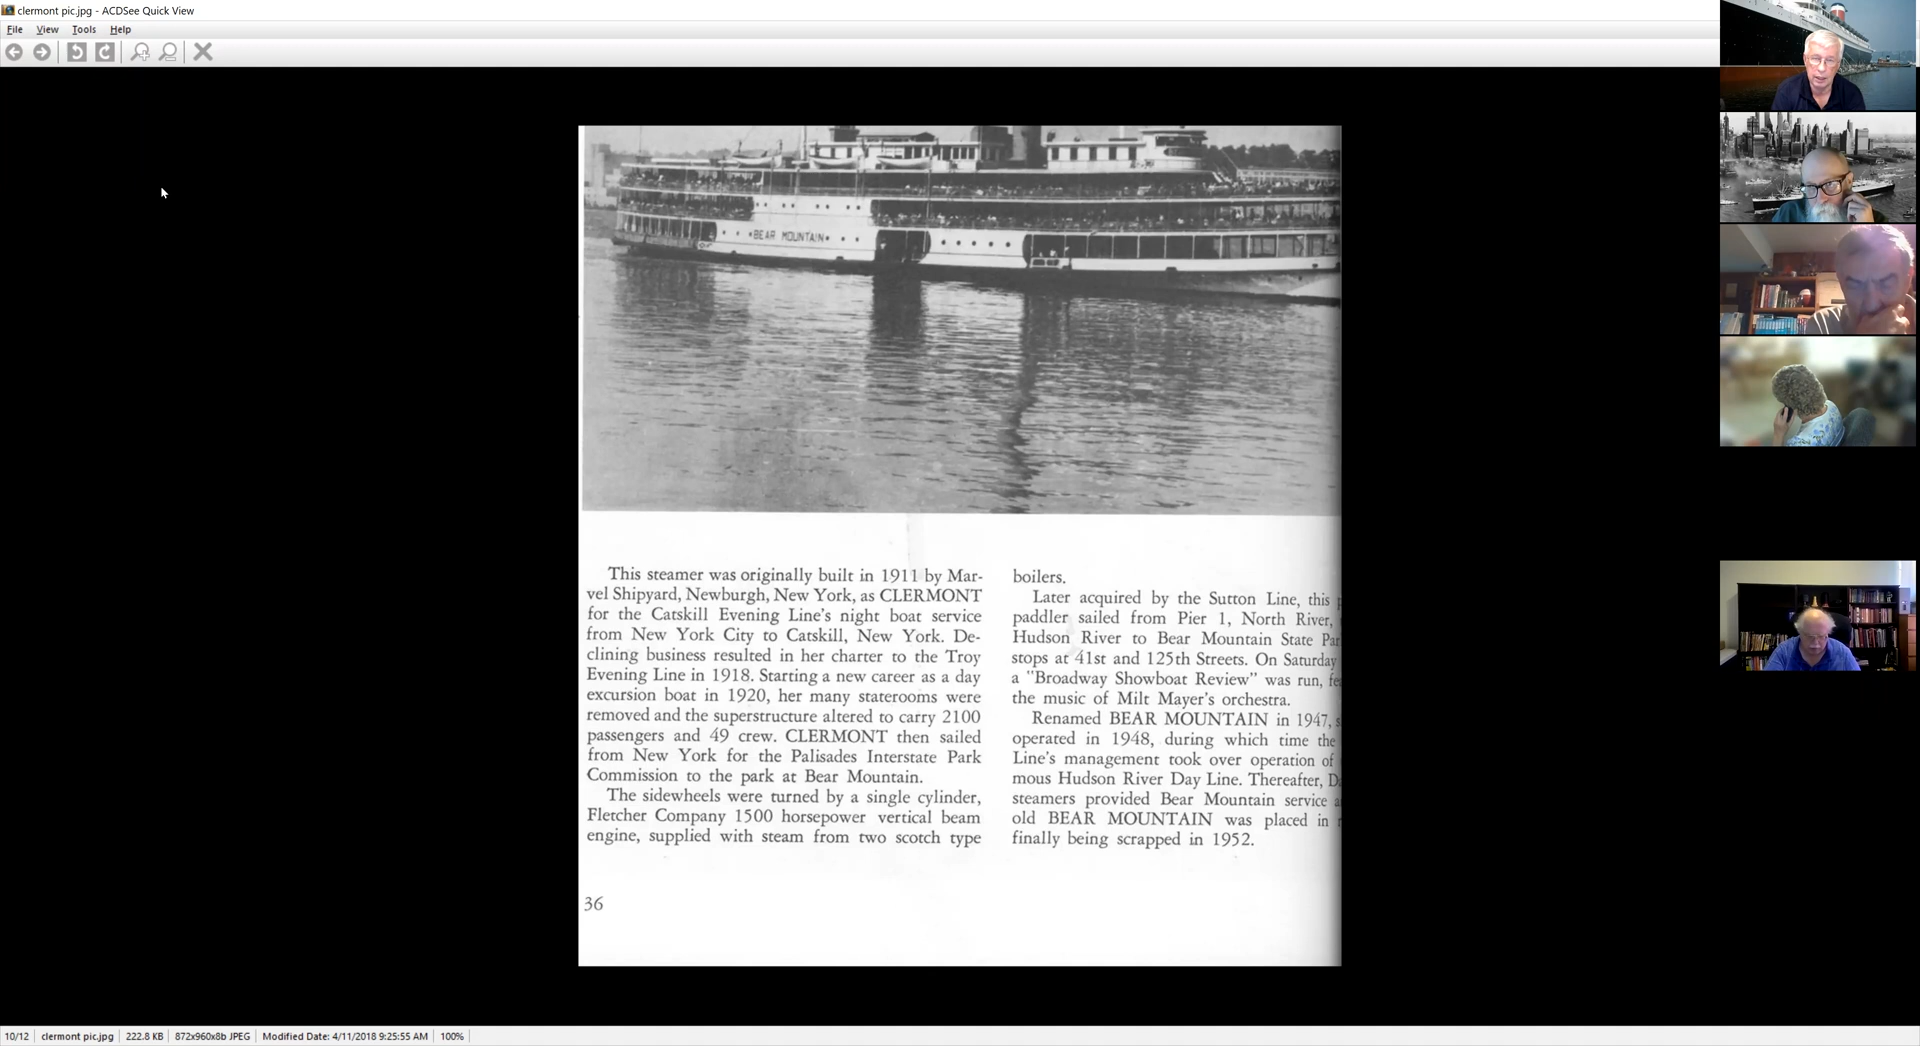 clermont pic.jpg - ACDSee Quick View
File View Tools Help
•BEAR MOUNTAIN•
This steamer was originally built in 1911 by Mar-
vel Shipyard, Newburgh, New York, as CLERMONT
for the Catskill Evening Line's night boat service
from New York City to Catskill, New York. De-
clining business resulted in her charter to the Troy
Evening Line in 1918. Starting a new career as a day
excursion boat in 1920, her many staterooms were
removed and the superstructure altered to carry 2100
passengers and 49 crew. CLERMONT then sailed
from New York for the Palisades Interstate Park
Commission to the park at Bear Mountain.
The sidewheels were turned by a single cylinder,
Fletcher Company 1500 horsepower vertical beam
engine, supplied with steam from two scotch type
boilers.
Later acquired by the Sutton Line, this
paddler sailed from Pier 1, North River,
Hudson River to Bear Mountain State
stops at 41st and 125th Streets. On Saturday
a "Broadway Showboat Review" was run,
the music of Milt Mayer's orchestra.
Renamed BEAR MOUNTAIN in 1947,
operated in 1948, during which time the
Line's management took over operation of
mous Hudson River Day Line. Thereafter,
steamers provided Bear Mountain service
old BEAR MOUNTAIN was placed in
finally being scrapped in 1952.
36
10/12 clermont pic.jpg 222.8 KB 872x960x8b JPEG Modified Date: 4/11/2018 9:25:55 AM 100%